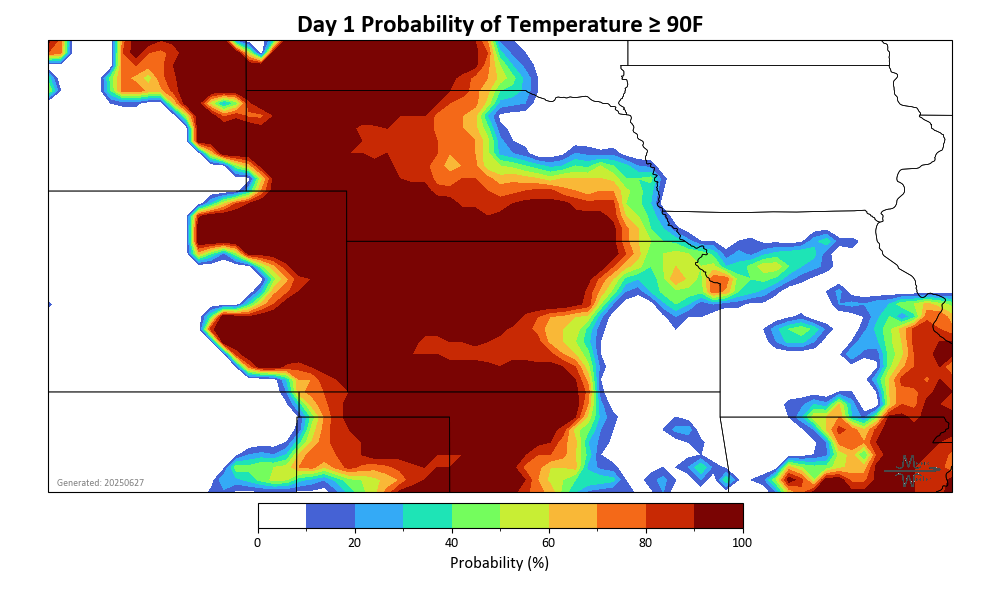 Day 1 Probability of Temperature ≥ 90F
Generated: 20250627
0 20 40 60 80 100
Probability (%)